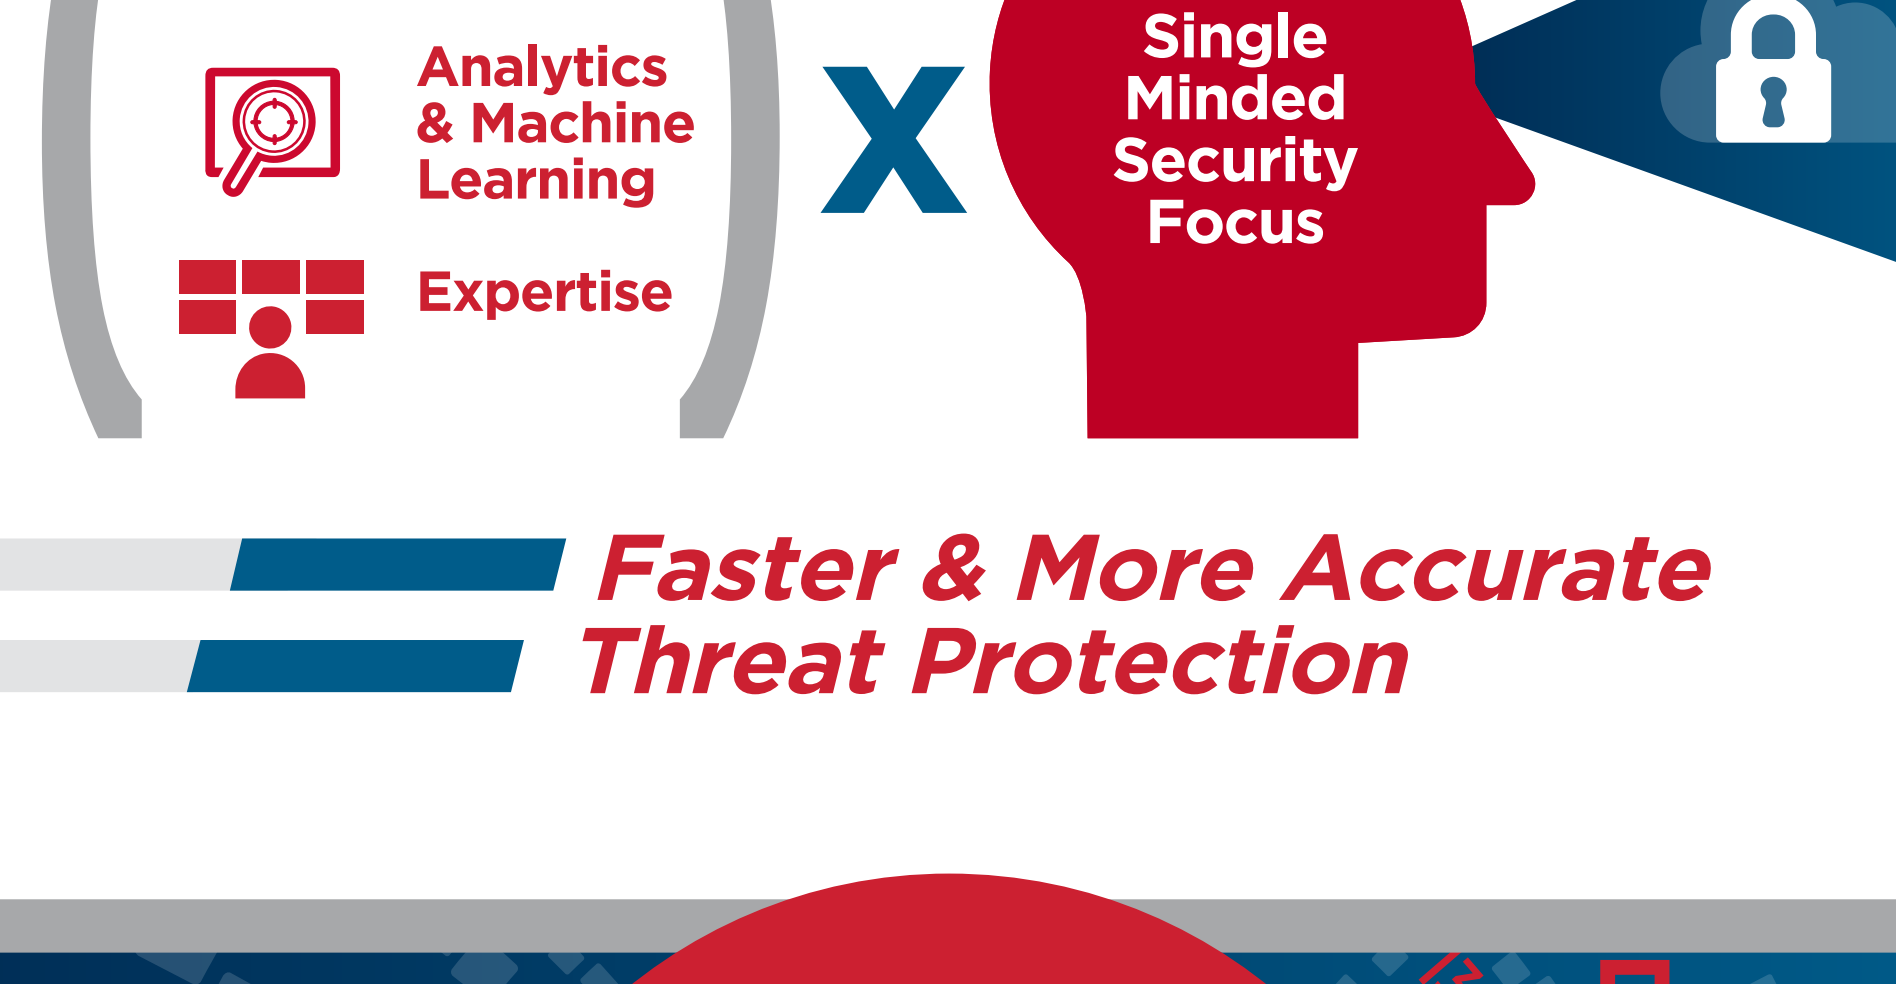 Analytics
& Machine
Learning
Expertise
X
Single
Minded
Security
Focus
Faster & More Accurate
Threat Protection